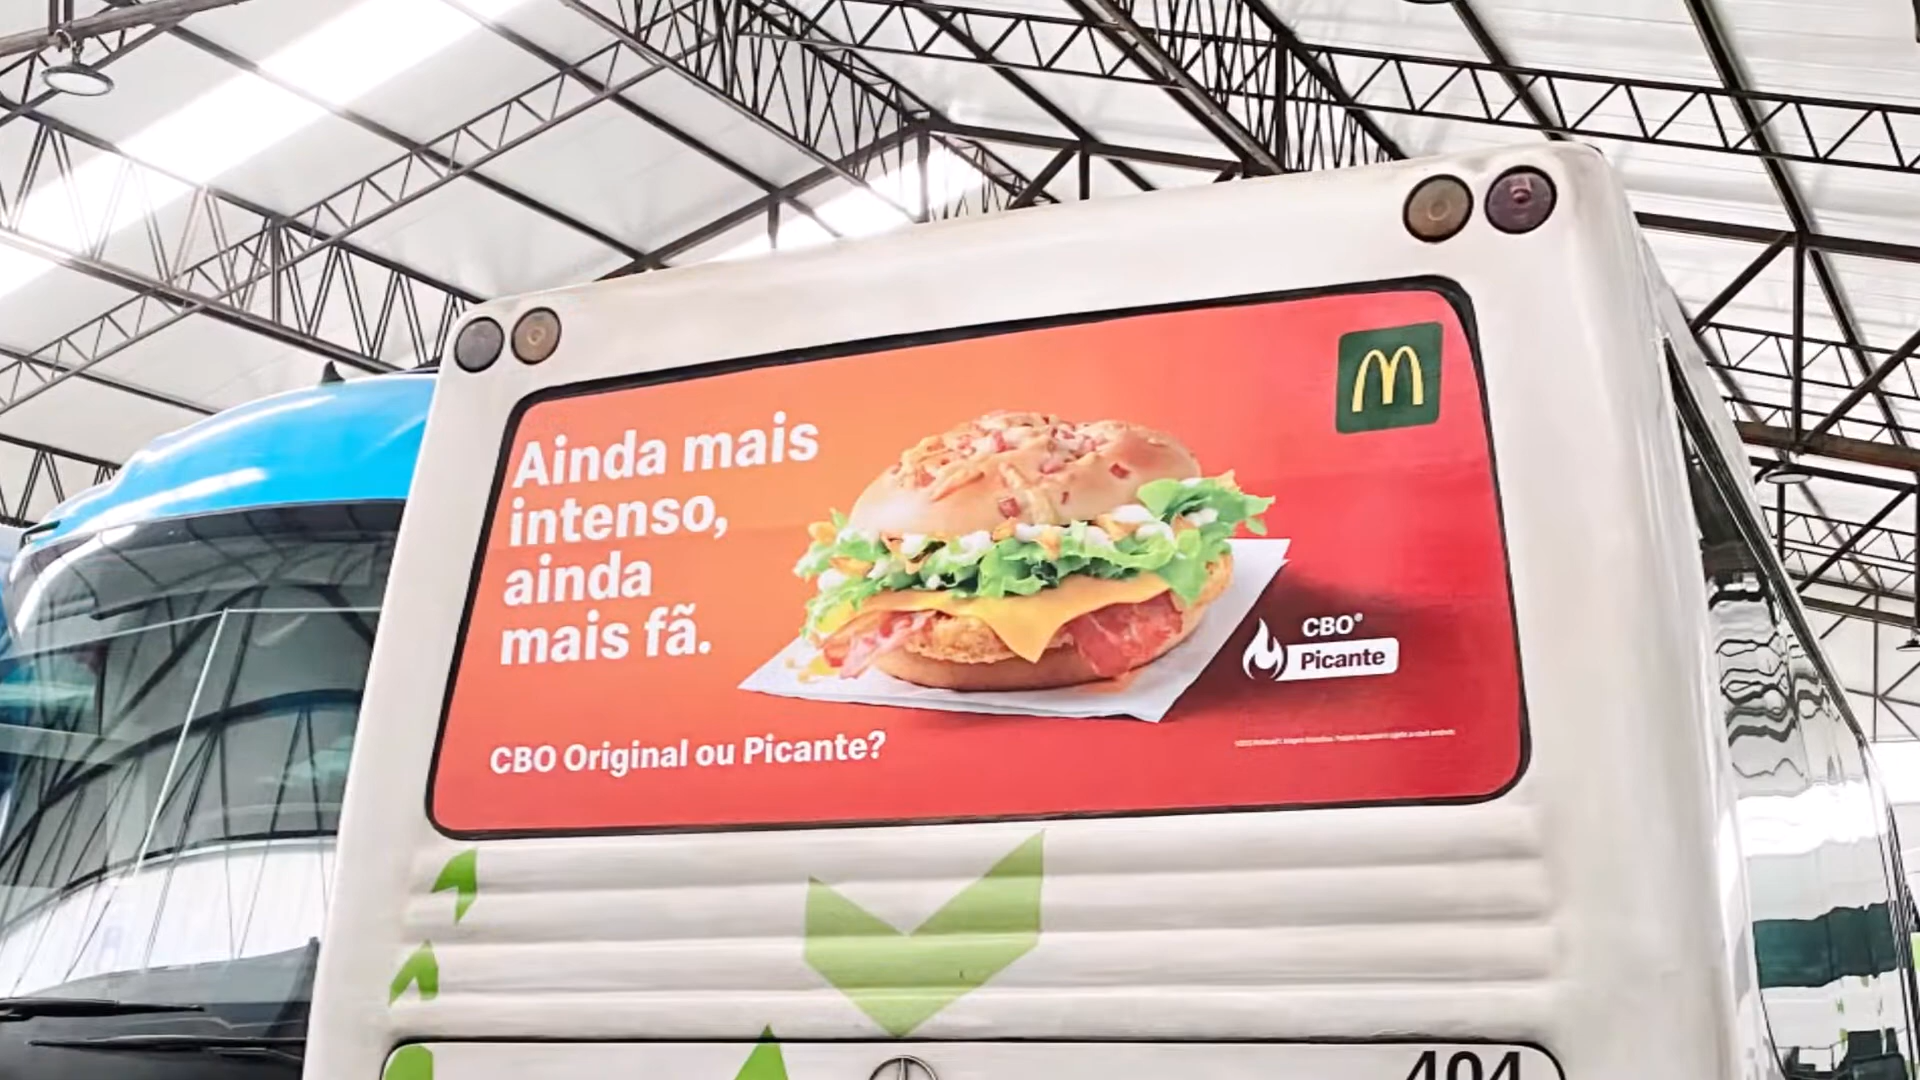 Ainda mais
intenso,
ainda
mais fã.
CBO®
Picante
CBO Original ou Picante?
404